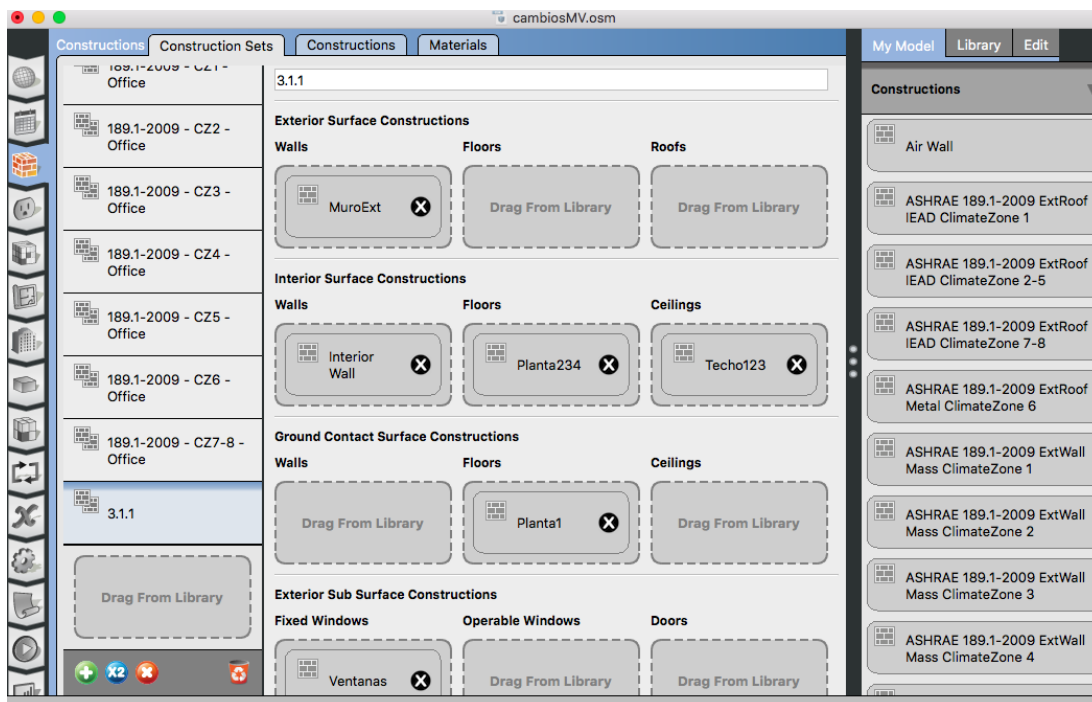 cambiosMV.osm
Constructions
Construction Sets
Constructions
Materials
My Model
Library
Edit
189.1-2009 - CZ1 -
Office
189.1-2009 - CZ2 -
Office
189.1-2009 - CZ3 -
Office
189.1-2009 - CZ4 -
Office
189.1-2009 - CZ5 -
Office
189.1-2009 - CZ6 -
Office
189.1-2009 - CZ7-8 -
Office
3.1.1
Drag From Library
X2
3.1.1
Exterior Surface Constructions
Walls
Floors
Roofs
MuroExt
Drag From Library
Drag From Library
Interior Surface Constructions
Walls
Floors
Ceilings
Interior
Wall
Planta234
Techo123
Ground Contact Surface Constructions
Walls
Floors
Ceilings
Drag From Library
Planta1
Drag From Library
Exterior Sub Surface Constructions
Fixed Windows
Operable Windows
Doors
Ventanas
Drag From Library
Drag From Library
Constructions
Air Wall
ASHRAE 189.1-2009 ExtRoof
IEAD ClimateZone 1
ASHRAE 189.1-2009 ExtRoof
IEAD ClimateZone 2-5
ASHRAE 189.1-2009 ExtRoof
IEAD ClimateZone 7-8
ASHRAE 189.1-2009 ExtRoof
Metal ClimateZone 6
ASHRAE 189.1-2009 ExtWall
Mass ClimateZone 1
ASHRAE 189.1-2009 ExtWall
Mass ClimateZone 2
ASHRAE 189.1-2009 ExtWall
Mass ClimateZone 3
ASHRAE 189.1-2009 ExtWall
Mass ClimateZone 4